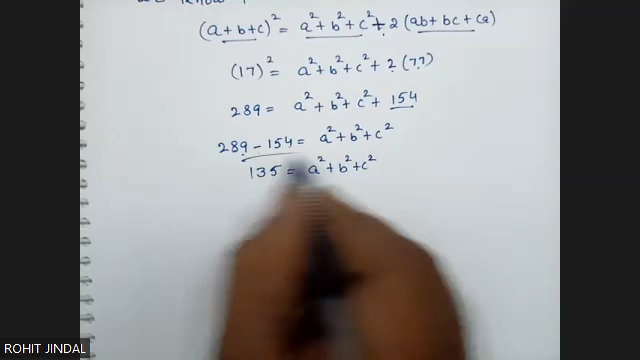 (a+b+c)² = a²+b²+c²+2(ab+bc+ca)
(17)² = a²+b²+c²+2(77)
289 = a²+b²+c²+154
289-154 = a²+b²+c²
135 = a²+b²+c²
ROHIT JINDAL